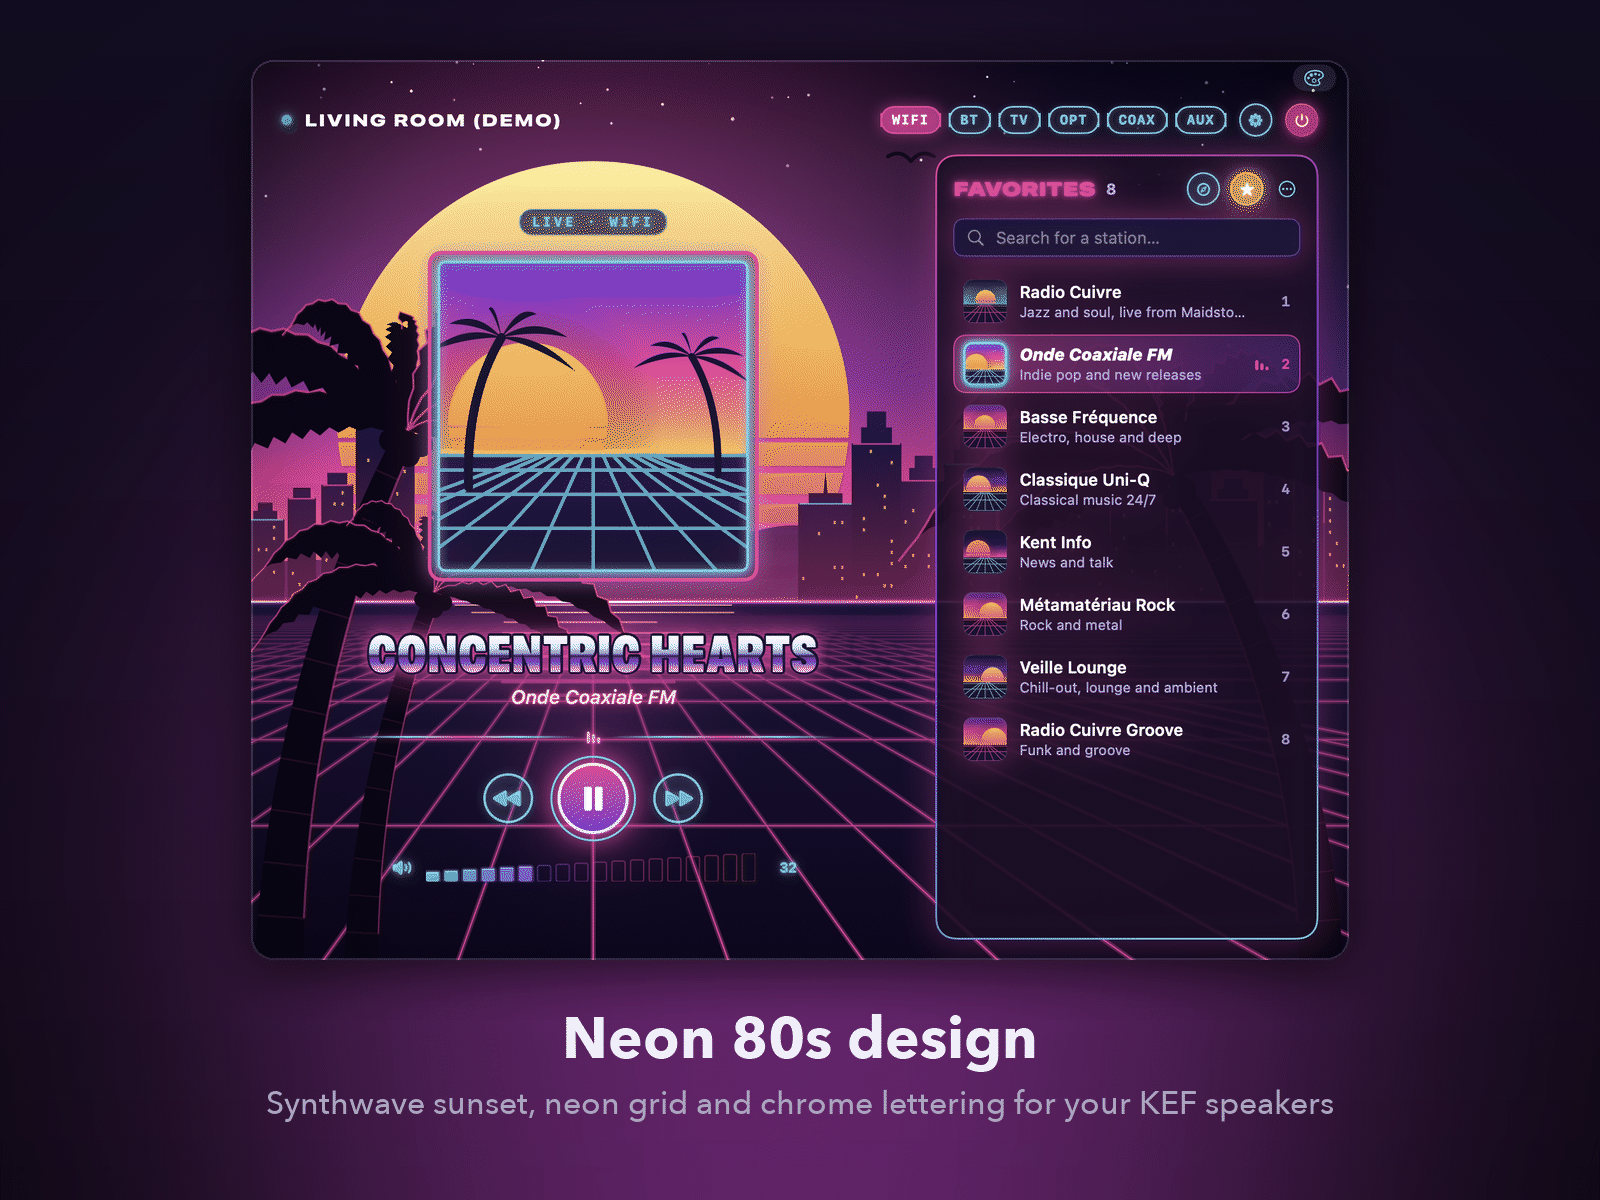 LIVING ROOM (DEMO)
WIFI
BT
TV
OPT
COAX
AUX
LIVE · WIFI
CONCENTRIC HEARTS
Onde Coaxiale FM
32
FAVORITES 8
Search for a station...
Radio Cuivre
Jazz and soul, live from Maidsto...
1
Onde Coaxiale FM
Indie pop and new releases
2
Basse Fréquence
Electro, house and deep
3
Classique Uni-Q
Classical music 24/7
4
Kent Info
News and talk
5
Métamatériau Rock
Rock and metal
6
Veille Lounge
Chill-out, lounge and ambient
7
Radio Cuivre Groove
Funk and groove
8
Neon 80s design
Synthwave sunset, neon grid and chrome lettering for your KEF speakers